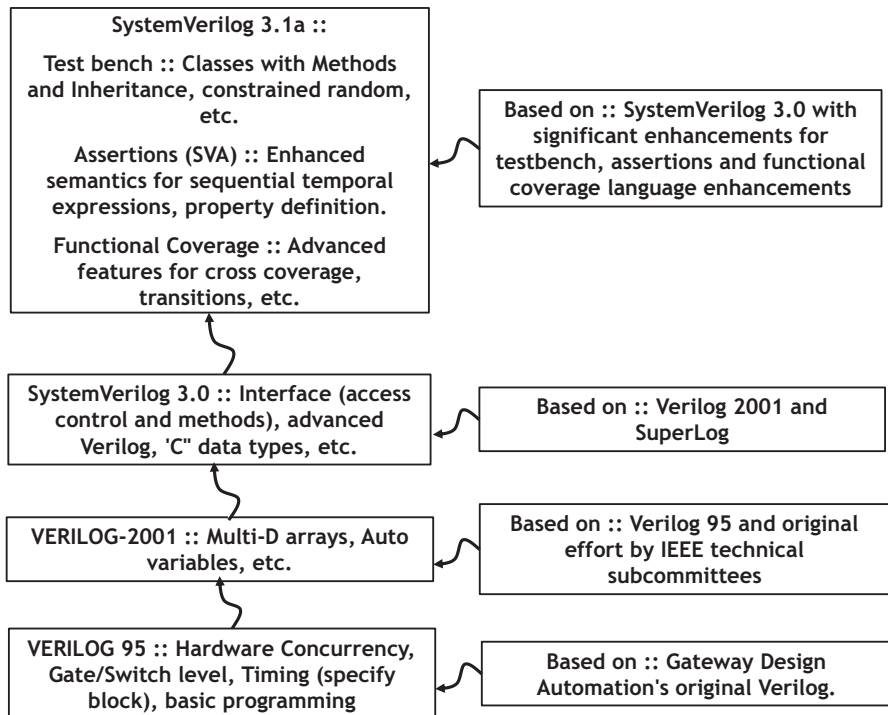 SystemVerilog 3.1a ::
Test bench :: Classes with Methods
and Inheritance, constrained random,
etc.
Assertions (SVA) :: Enhanced
semantics for sequential temporal
expressions, property definition.
Functional Coverage :: Advanced
features for cross coverage,
transitions, etc.
Based on :: SystemVerilog 3.0 with
significant enhancements for
testbench, assertions and functional
coverage language enhancements
SystemVerilog 3.0 :: Interface (access
control and methods), advanced
Verilog, 'C" data types, etc.
Based on :: Verilog 2001 and
SuperLog
VERILOG-2001 :: Multi-D arrays, Auto
variables, etc.
Based on :: Verilog 95 and original
effort by IEEE technical
subcommittees
VERILOG 95 :: Hardware Concurrency,
Gate/Switch level, Timing (specify
block), basic programming
Based on :: Gateway Design
Automation's original Verilog.